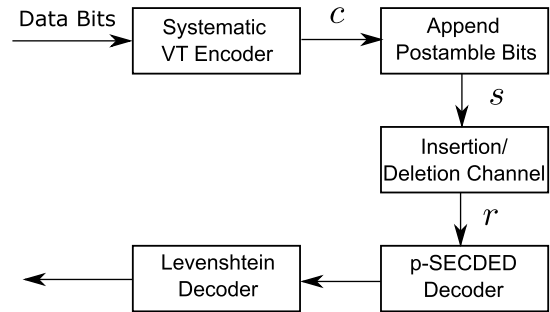 Data Bits
Systematic
VT Encoder
c
Append
Postamble Bits
s
Insertion/
Deletion Channel
r
p-SECDED
Decoder
Levenshtein
Decoder